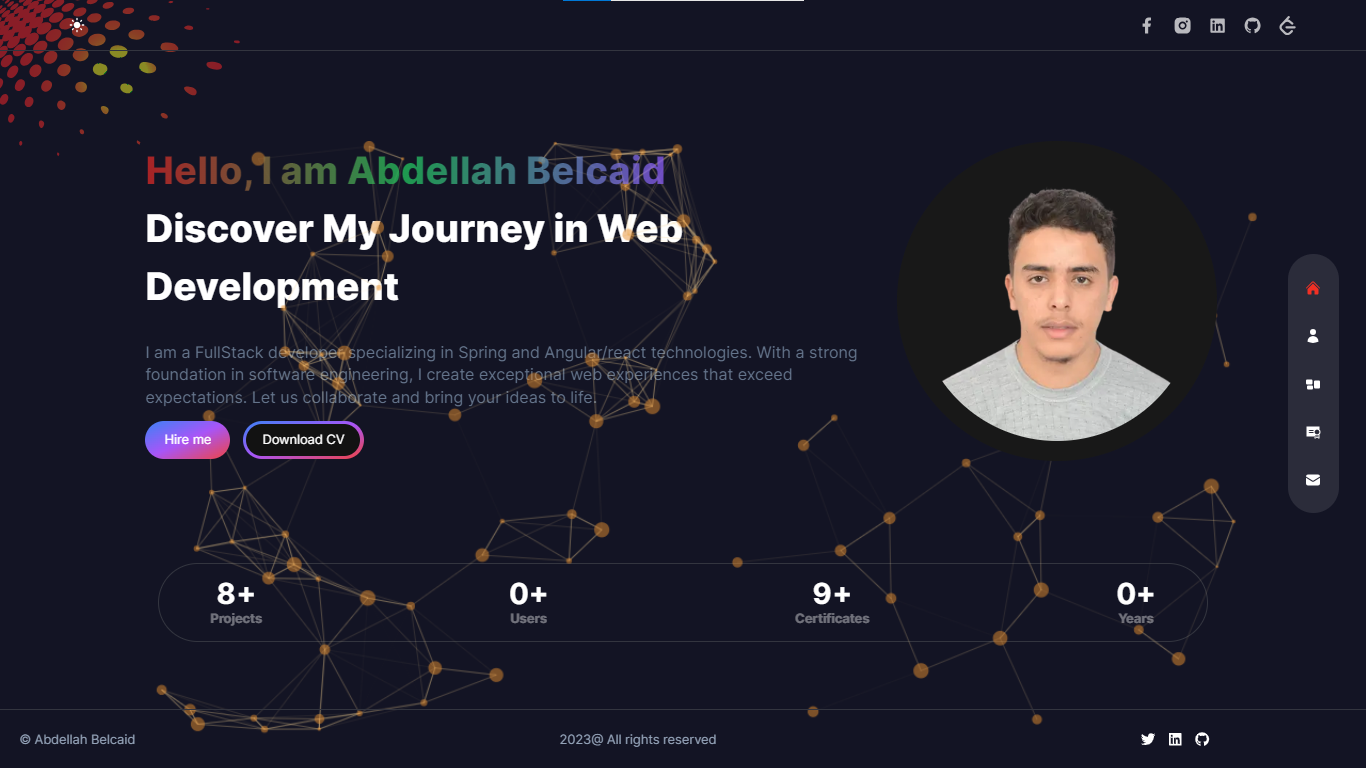 Hello, I am Abdellah Belcaid
Discover My Journey in Web
Development
I am a FullStack developer specializing in Spring and Angular/react technologies. With a strong
foundation in software engineering, I create exceptional web experiences that exceed
expectations. Let us collaborate and bring your ideas to life.
Hire me
Download CV
8+
Projects
0+
Users
9+
Certificates
0+
Years
© Abdellah Belcaid
2023@ All rights reserved